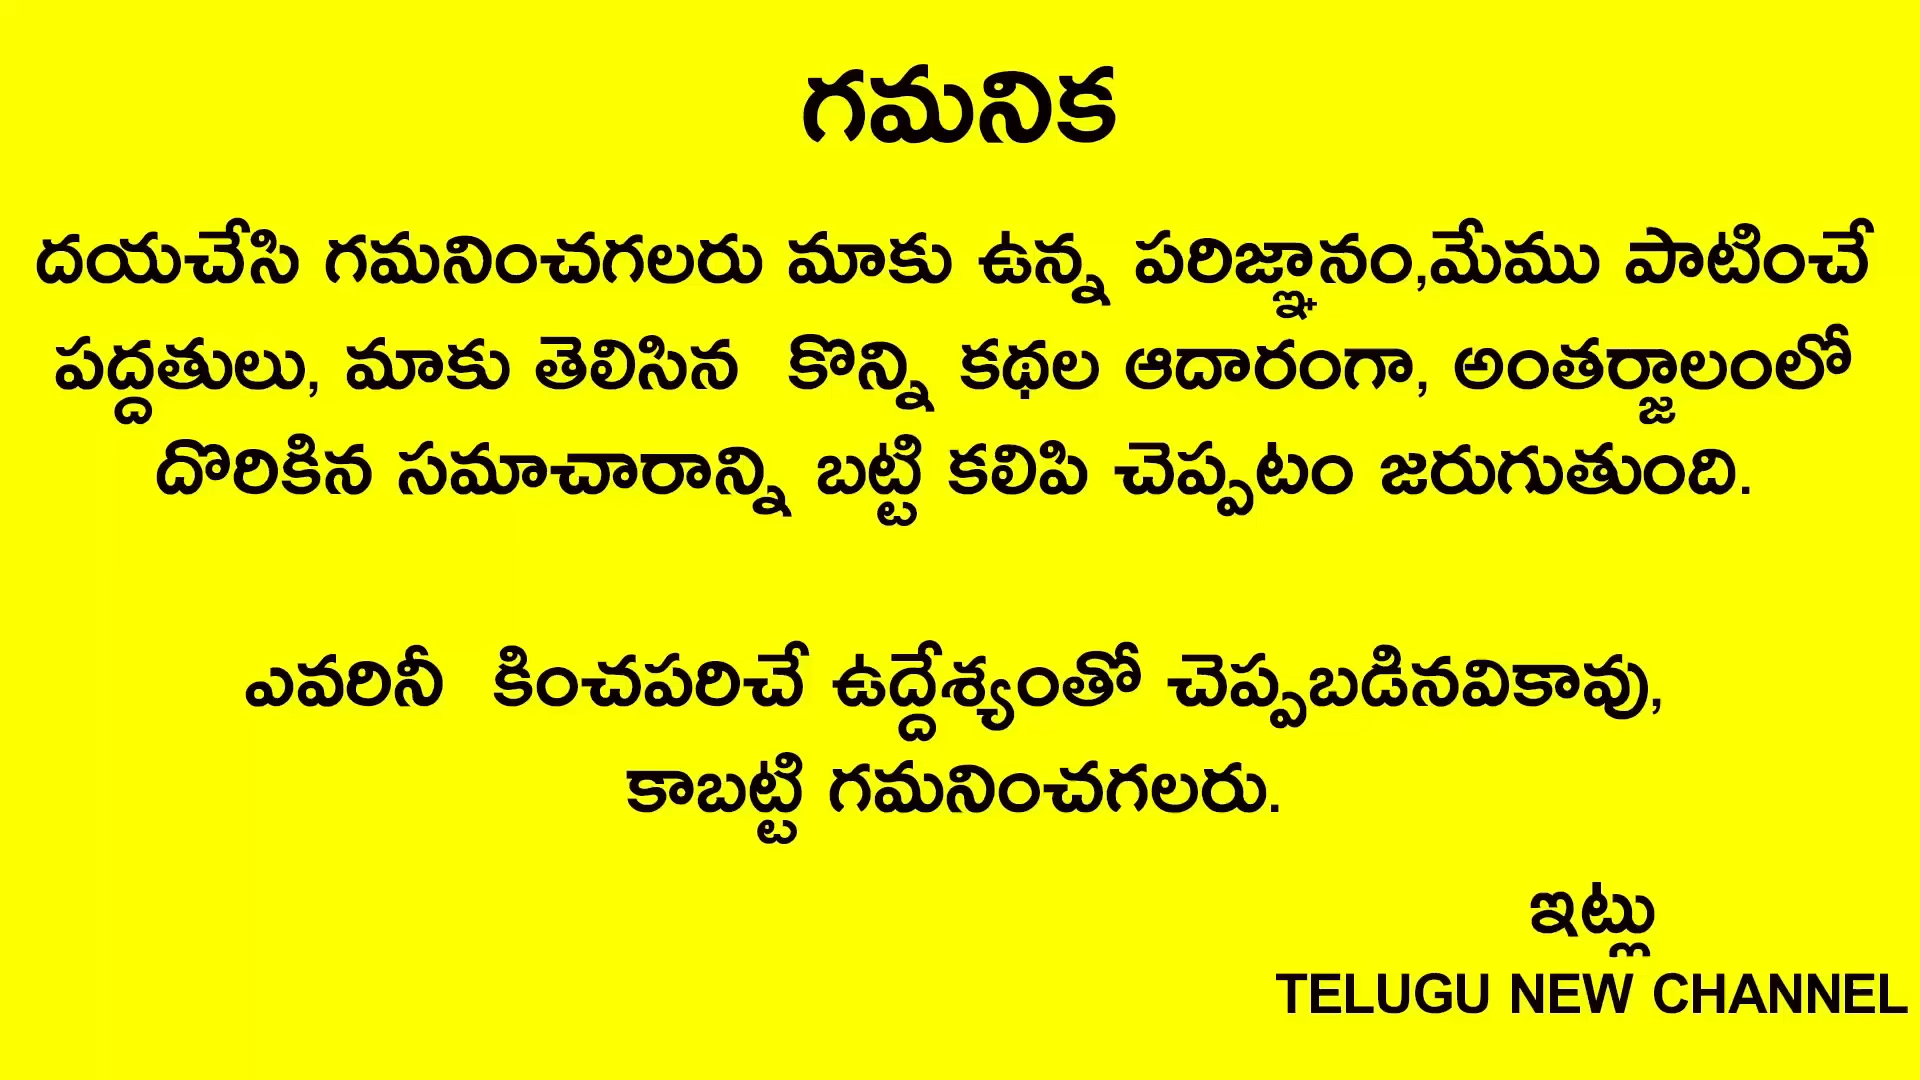 గమనిక
దయచేసి గమనించగలరు మాకు ఉన్న పరిజ్ఞానం,మేము పాటించే
పద్దతులు, మాకు తెలిసిన కొన్ని కథల ఆదారంగా, అంతర్జాలంలో
దొరికిన సమాచారాన్ని బట్టి కలిపి చెప్పటం జరుగుతుంది.
ఎవరినీ కించపరిచే ఉద్దేశ్యంతో చెప్పబడినవికావు,
కాబట్టి గమనించగలరు.
ఇట్లు
TELUGU NEW CHANNEL